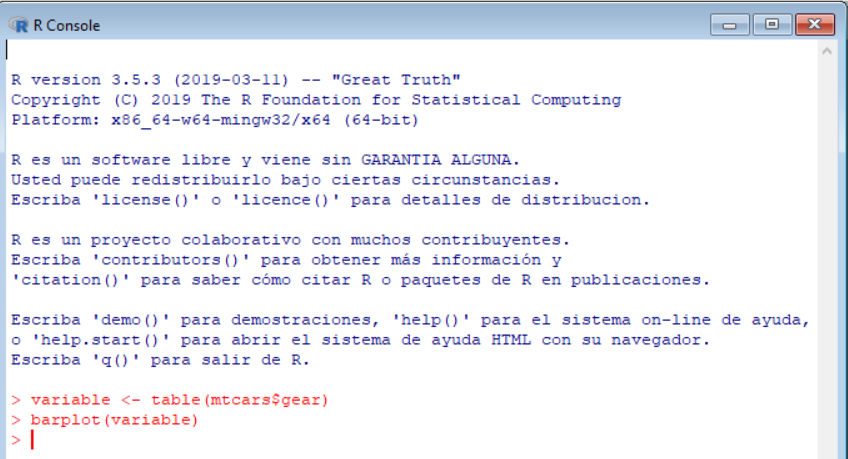 R Console
R version 3.5.3 (2019-03-11) -- "Great Truth"
Copyright (C) 2019 The R Foundation for Statistical Computing
Platform: x86_64-w64-mingw32/x64 (64-bit)
R es un software libre y viene sin GARANTIA ALGUNA.
Usted puede redistribuirlo bajo ciertas circunstancias.
Escriba 'license()' o 'licence()' para detalles de distribucion.
R es un proyecto colaborativo con muchos contribuyentes.
Escriba 'contributors()' para obtener más información y
'citation()' para saber cómo citar R o paquetes de R en publicaciones.
Escriba 'demo()' para demostraciones, 'help()' para el sistema on-line de ayuda,
o 'help.start()' para abrir el sistema de ayuda HTML con su navegador.
Escriba 'q()' para salir de R.
> variable <- table(mtcars$gear)
> barplot(variable)
>